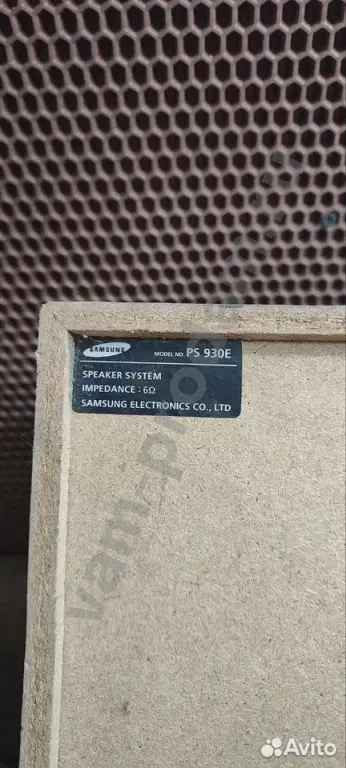 SAMSUNG MODEL NO. PS 930E
SPEAKER SYSTEM
IMPEDANCE : 6Ω
SAMSUNG ELECTRONICS CO., LTD
Avito